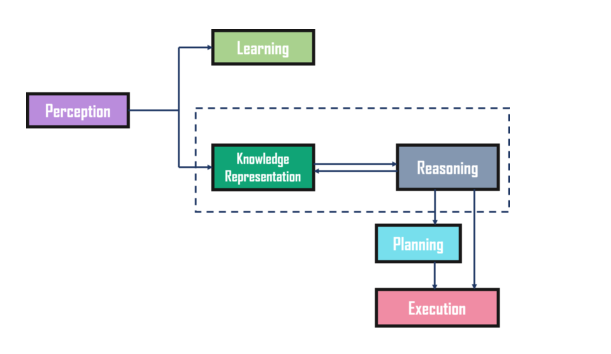 Learning
Perception
Knowledge
Representation
Reasoning
Planning
Execution